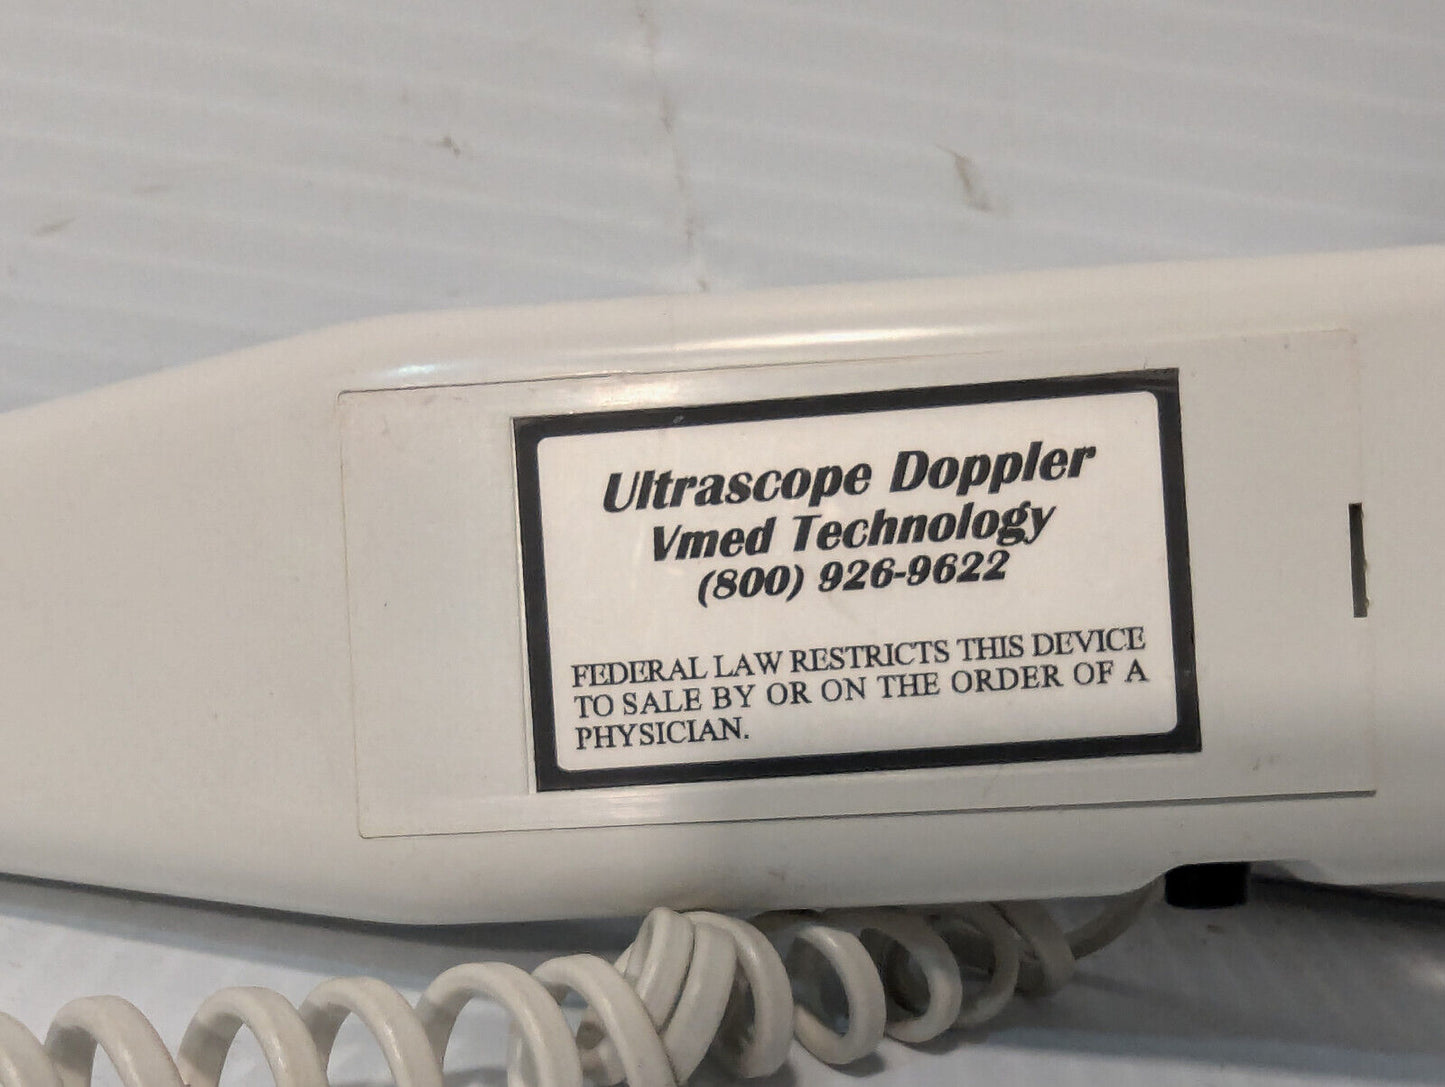 Ultrascope Doppler
Vmed Technology
(800) 926-9622
FEDERAL LAW RESTRICTS THIS DEVICE
TO SALE BY OR ON THE ORDER OF A
PHYSICIAN.